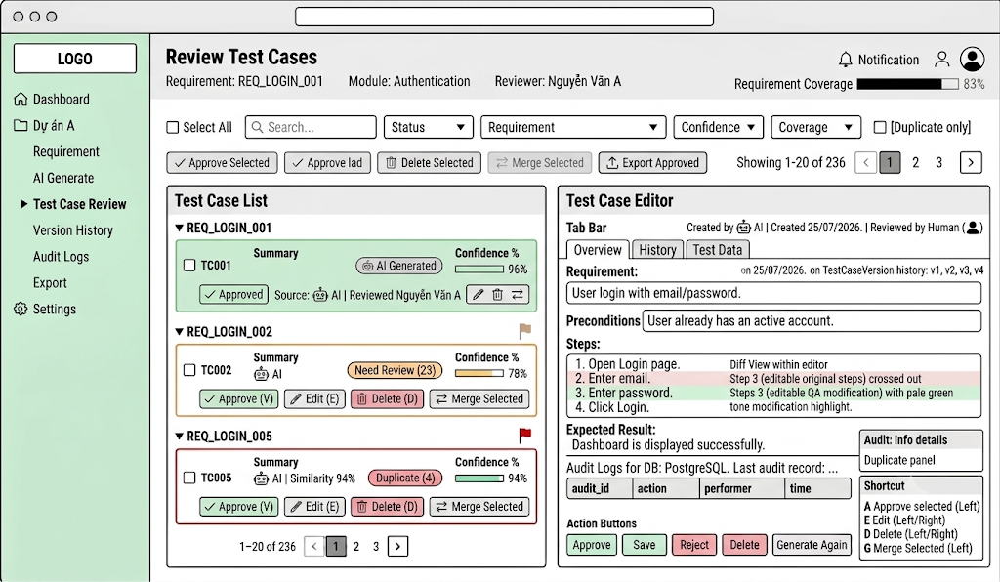 LOGO
Dashboard
Dự án A
Requirement
AI Generate
Test Case Review
Version History
Audit Logs
Export
Settings
Review Test Cases
Requirement: REQ_LOGIN_001 Module: Authentication Reviewer: Nguyễn Văn A
Notification
Requirement Coverage 83%
Select All Search... Status Requirement Confidence Coverage [Duplicate only]
Approve Selected Approve lad Delete Selected Merge Selected Export Approved Showing 1-20 of 236 < 1 2 3 >
Test Case List
REQ_LOGIN_001
Summary Confidence %
TC001 AI Generated 96%
Approved Source: AI | Reviewed Nguyễn Văn A
REQ_LOGIN_002
Summary Confidence %
TC002 AI Need Review (23) 78%
Approve (V) Edit (E) Delete (D) Merge Selected
REQ_LOGIN_005
Summary Confidence %
TC005 AI | Similarity 94% Duplicate (4) 94%
Approve (V) Edit (E) Delete (D) Merge Selected
1-20 of 236 < 1 2 3 >
Test Case Editor
Tab Bar Created by AI | Created 25/07/2026. | Reviewed by Human ( )
Overview History Test Data
Requirement: on 25/07/2026. on TestCaseVersion history: v1, v2, v3, v4
User login with email/password.
Preconditions User already has an active account.
Steps:
1. Open Login page. Diff View within editor
2. Enter email. Step 3 (editable original steps) crossed out
3. Enter password. Steps 3 (editable QA modification) with pale green
4. Click Login. tone modification highlight.
Expected Result:
Dashboard is displayed successfully.
Audit Logs for DB: PostgreSQL. Last audit record: ...
audit_id action performer time
Action Buttons
Approve Save Reject Delete Generate Again
Audit: info details
Duplicate panel
Shortcut
A Approve selected (Left)
E Edit (Left/Right)
D Delete (Left/Right)
G Merge Selected (Left)